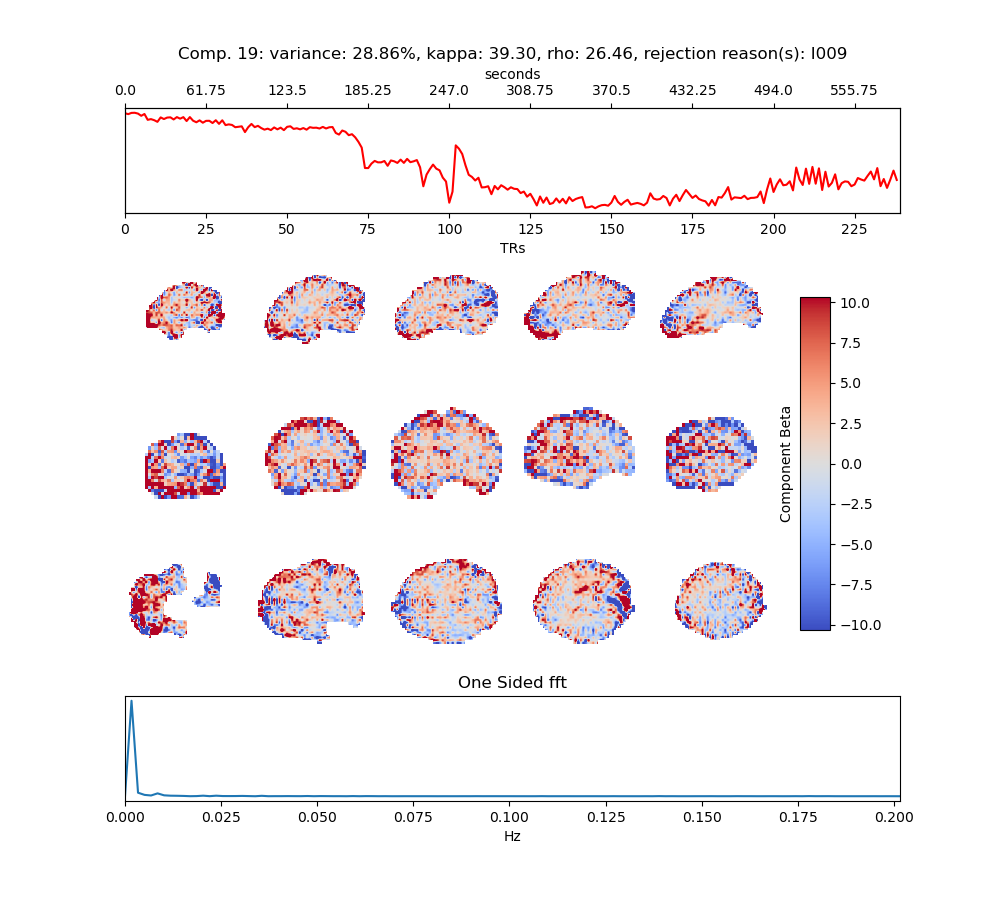 Comp. 19: variance: 28.86%, kappa: 39.30, rho: 26.46, rejection reason(s): I009
seconds
0.0 61.75 123.5 185.25 247.0 308.75 370.5 432.25 494.0 555.75
0 25 50 75 100 125 150 175 200 225
TRs
10.0
7.5
5.0
2.5
0.0
−2.5
−5.0
−7.5
−10.0
Component Beta
One Sided fft
0.000 0.025 0.050 0.075 0.100 0.125 0.150 0.175 0.200
Hz